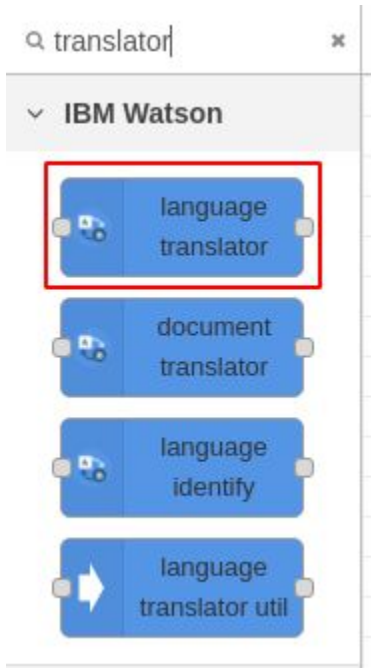 translator
IBM Watson
language
translator
document
translator
language
identify
language
translator util